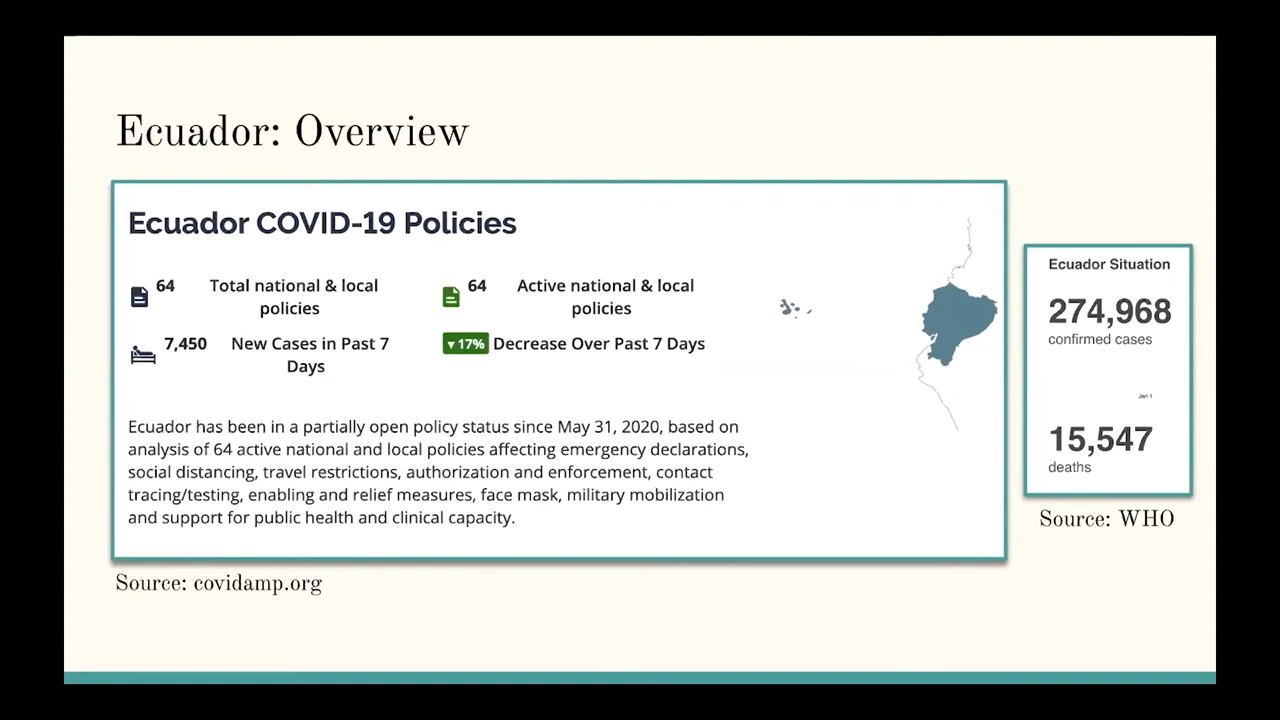 Ecuador: Overview
Ecuador COVID-19 Policies
64 Total national & local
policies
64 Active national & local
policies
7,450 New Cases in Past 7
Days
▼17% Decrease Over Past 7 Days
Ecuador has been in a partially open policy status since May 31, 2020, based on
analysis of 64 active national and local policies affecting emergency declarations,
social distancing, travel restrictions, authorization and enforcement, contact
tracing/testing, enabling and relief measures, face mask, military mobilization
and support for public health and clinical capacity.
Source: covidamp.org
Ecuador Situation
274,968
confirmed cases
Jan 1
15,547
deaths
Source: WHO